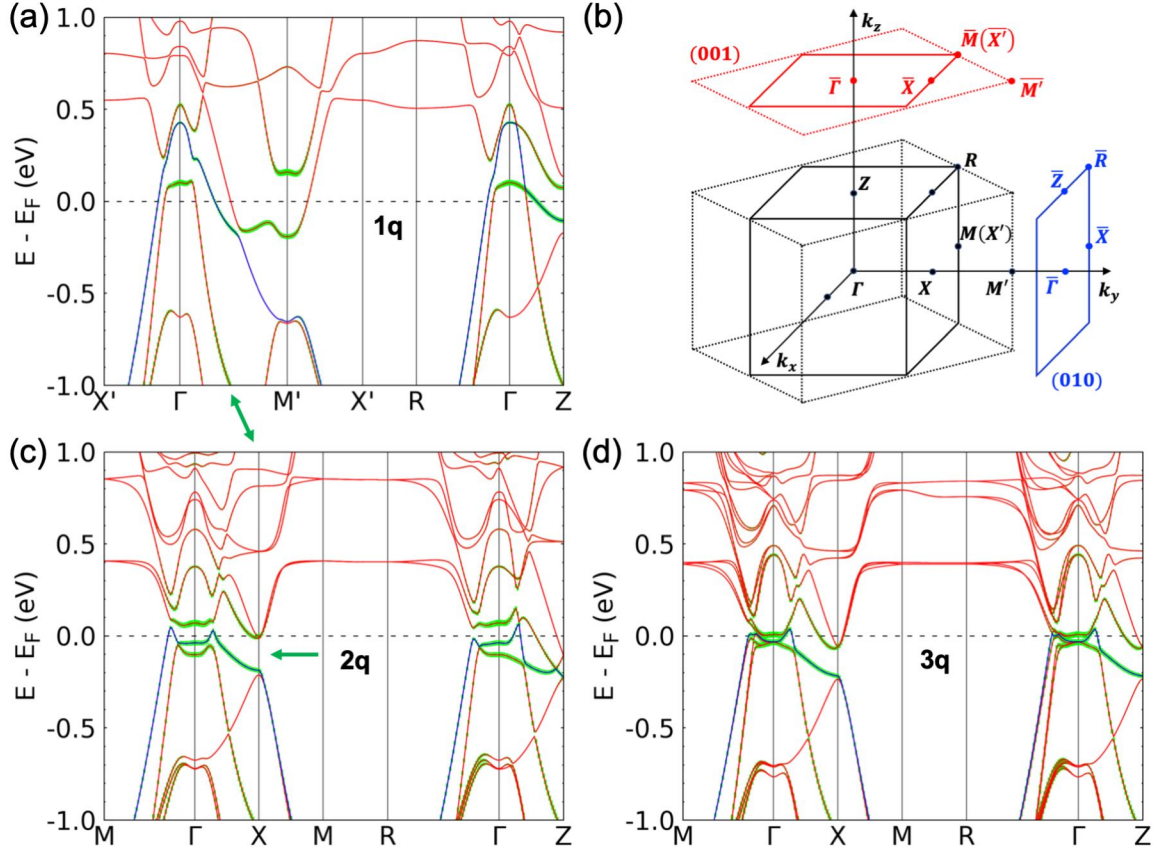 (a)
1.0
0.5
0.0
-0.5
-1.0
E - E_F (eV)
1q
X' Γ M' X' R Γ Z
(b)
k_z
(001)
M̅(X̅')
Γ̅ X̅ M̅'
R
Z
M(X')
Γ X M' k_y
k_x
R̅
Z̅
X̅
Γ̅
(010)
(c)
1.0
0.5
0.0
-0.5
-1.0
E - E_F (eV)
2q
M Γ X M R Γ Z
(d)
1.0
0.5
0.0
-0.5
-1.0
E - E_F (eV)
3q
M Γ X M R Γ Z